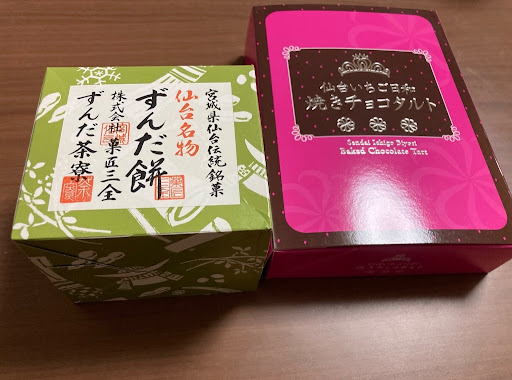 宮城県仙台伝統銘菓
仙台名物
ずんだ餅
株式会社 菓匠三全
ずんだ茶寮
仙台いちご日和
焼きチョコタルト
Sendai Ichigo Biyori
Baked Chocolate Tart